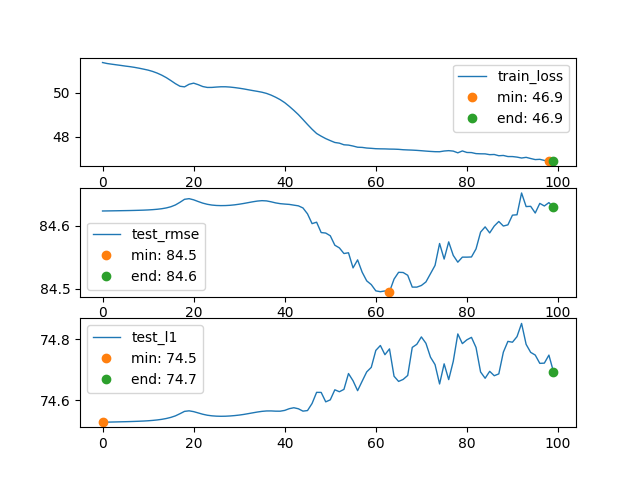 50
48
train_loss
min: 46.9
end: 46.9
0 20 40 60 80 100
84.6
84.5
test_rmse
min: 84.5
end: 84.6
0 20 40 60 80 100
74.8
74.6
test_l1
min: 74.5
end: 74.7
0 20 40 60 80 100